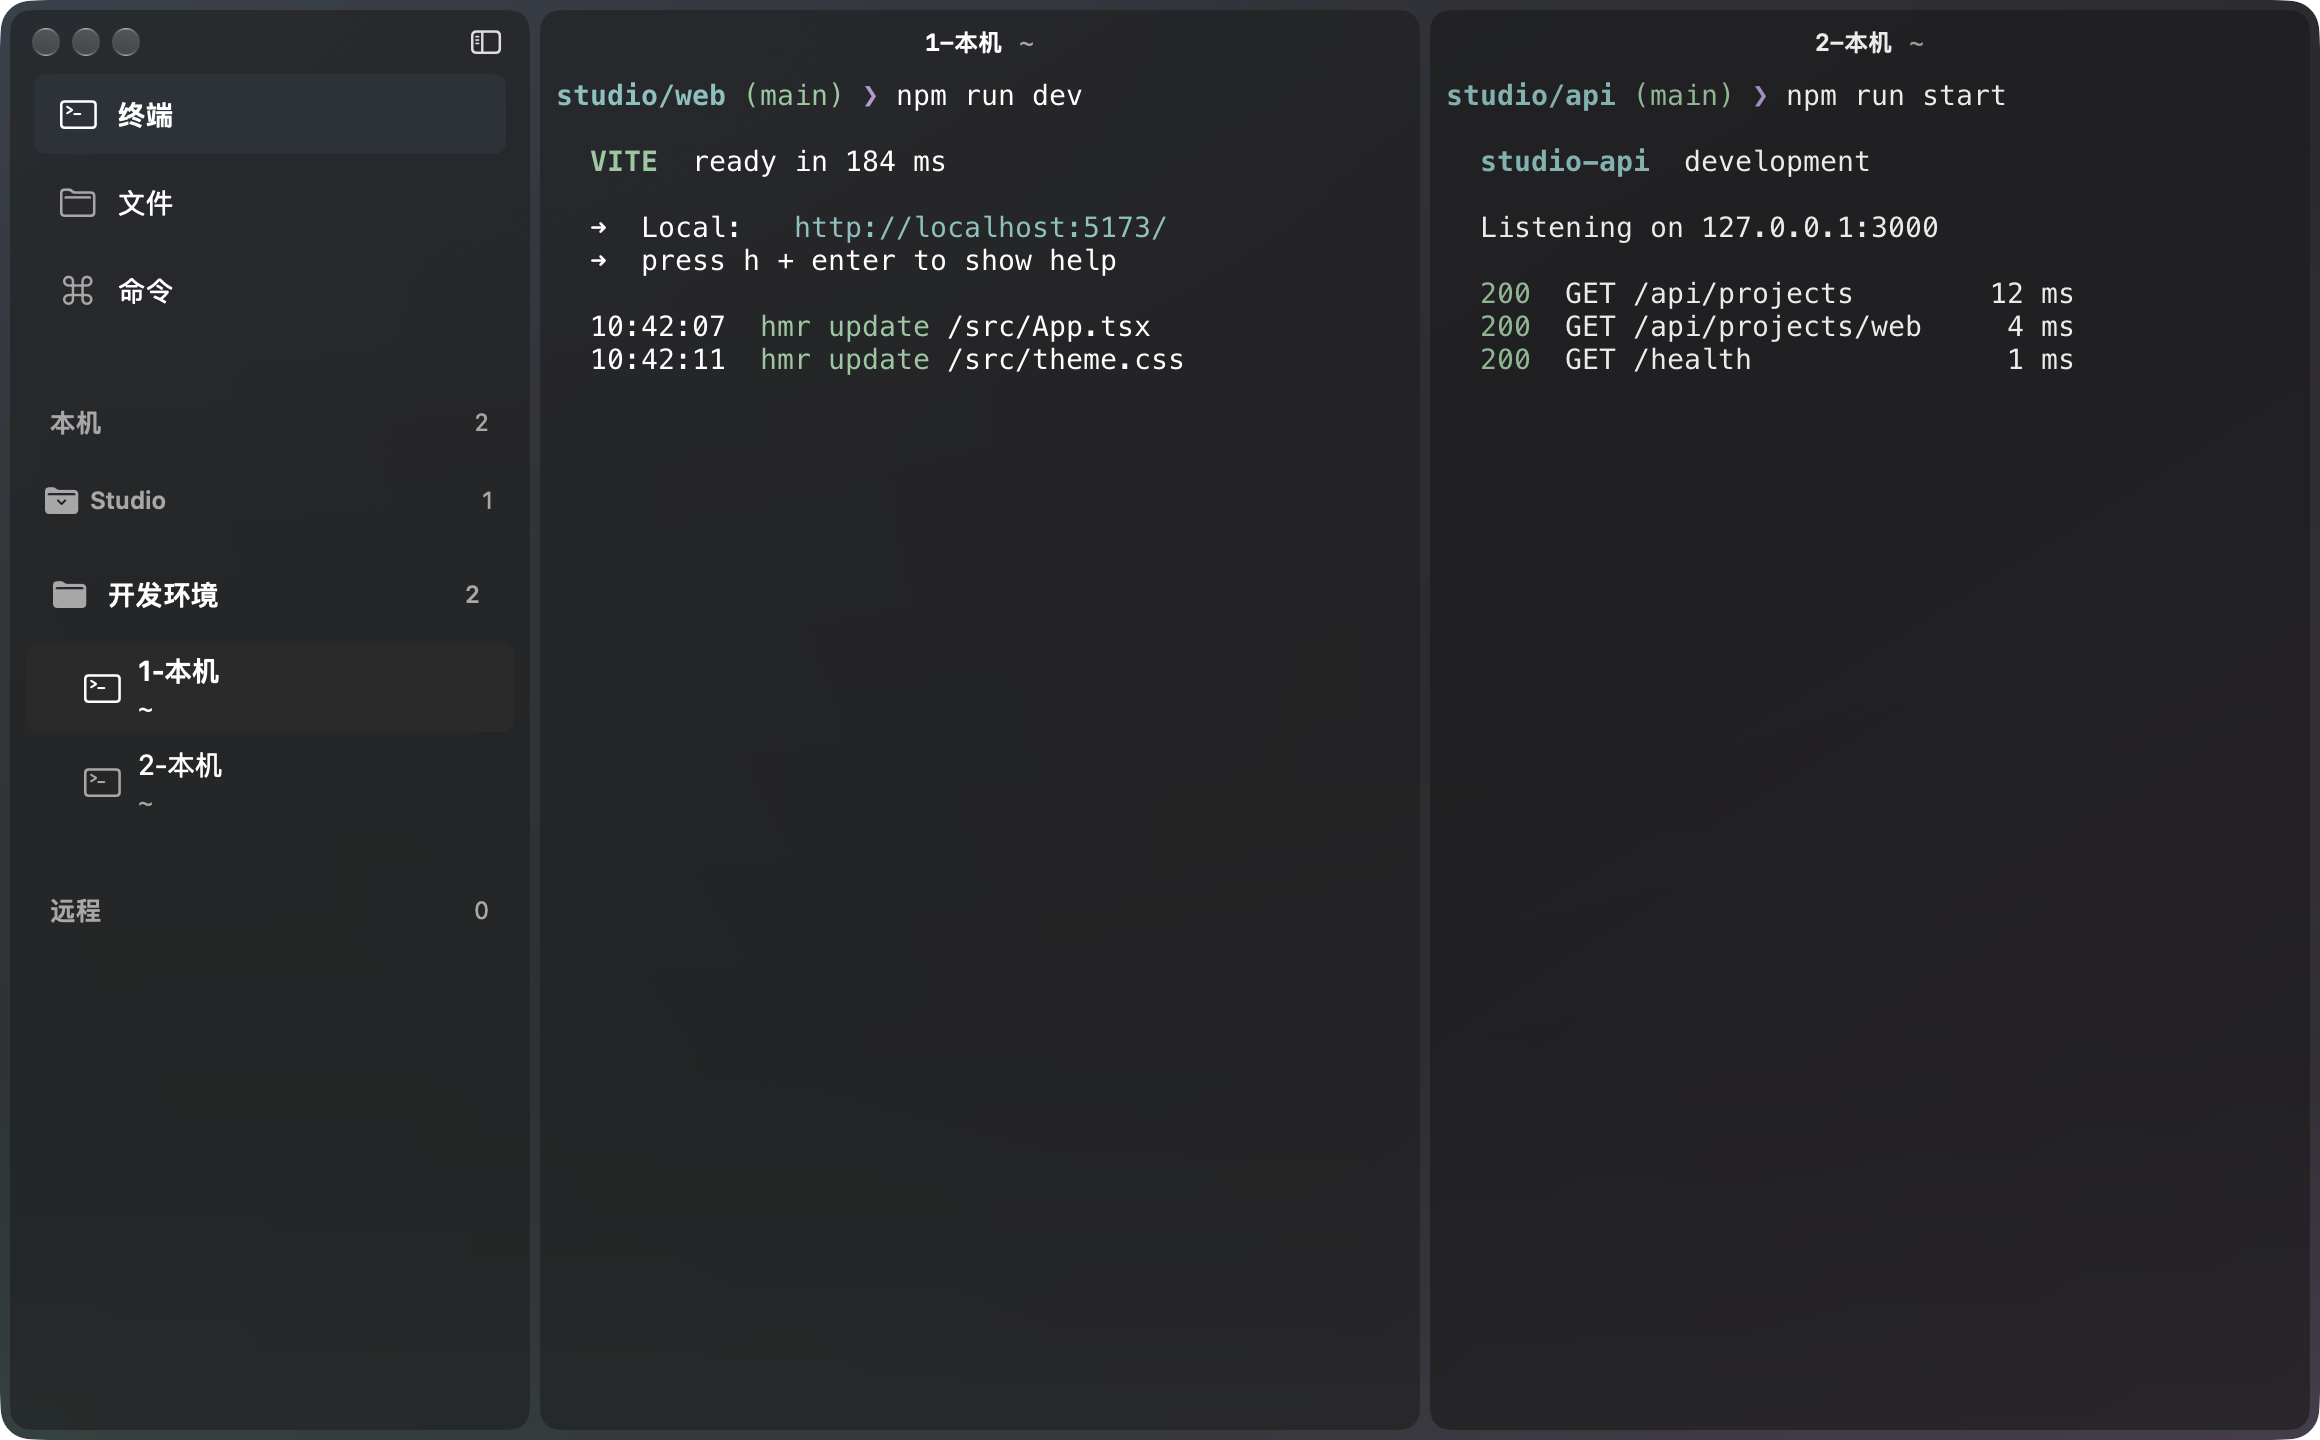 终端
文件
命令
本机 2
Studio 1
开发环境 2
1-本机
~
2-本机
~
远程 0
1-本机 ~
studio/web (main) ❯ npm run dev
VITE ready in 184 ms
➜ Local: http://localhost:5173/
➜ press h + enter to show help
10:42:07 hmr update /src/App.tsx
10:42:11 hmr update /src/theme.css
2-本机 ~
studio/api (main) ❯ npm run start
studio-api development
Listening on 127.0.0.1:3000
200 GET /api/projects 12 ms
200 GET /api/projects/web 4 ms
200 GET /health 1 ms